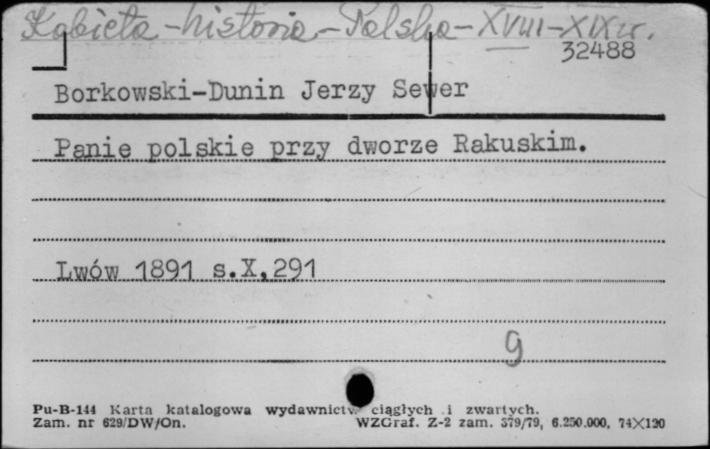 Kobieta - historia - Polska - XVIII-XIX w.
32488
Borkowski-Dunin Jerzy Sewer
Panie polskie przy dworze Rakuskim.
Lwów 1891 s.X,291
9
Pu-B-144 Karta katalogowa wydawnictw ciągłych i zwartych.
Zam. nr 629/DW/On. WZGraf. Z-2 zam. 379/79, 6.250.000, 74X120